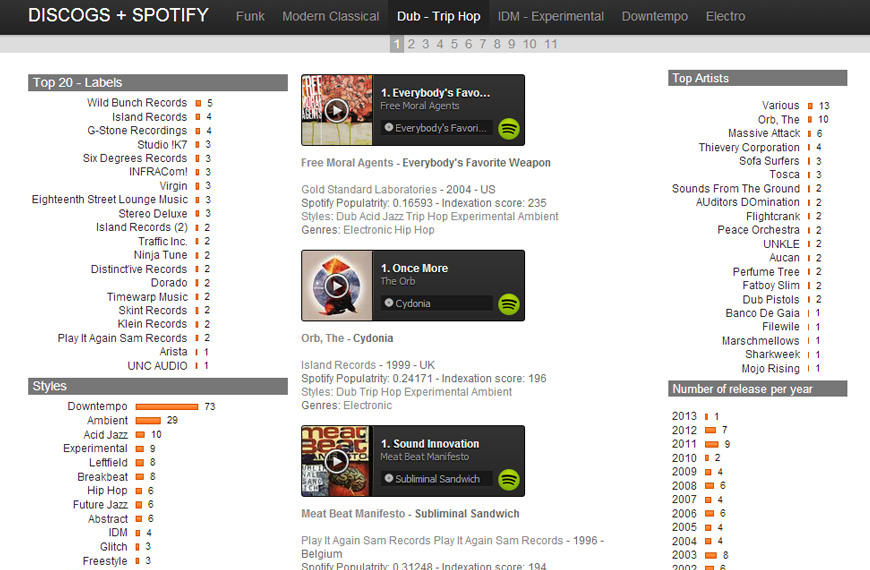 DISCOGS + SPOTIFY
Funk Modern Classical Dub - Trip Hop IDM - Experimental Downtempo Electro
1 2 3 4 5 6 7 8 9 10 11
Top 20 - Labels
Wild Bunch Records 5
Island Records 4
G-Stone Recordings 4
Studio !K7 3
Six Degrees Records 3
INFRACom! 3
Virgin 3
Eighteenth Street Lounge Music 3
Stereo Deluxe 3
Island Records (2) 2
Traffic Inc. 2
Ninja Tune 2
Distinct'ive Records 2
Dorado 2
Timewarp Music 2
Skint Records 2
Klein Records 2
Play It Again Sam Records 2
Arista 1
UNC AUDIO 1
Styles
Downtempo 73
Ambient 29
Acid Jazz 10
Experimental 9
Leftfield 8
Breakbeat 8
Hip Hop 6
Future Jazz 6
Abstract 6
IDM 4
Glitch 3
Freestyle 3
FREE MORAL AGENTS
1. Everybody's Favo...
Free Moral Agents
Everybody's Favori...
Free Moral Agents - Everybody's Favorite Weapon
Gold Standard Laboratories - 2004 - US
Spotify Populatrity: 0.16593 - Indexation score: 235
Styles: Dub Acid Jazz Trip Hop Experimental Ambient
Genres: Electronic Hip Hop
1. Once More
The Orb
Cydonia
Orb, The - Cydonia
Island Records - 1999 - UK
Spotify Populatrity: 0.24171 - Indexation score: 196
Styles: Dub Trip Hop Experimental Ambient
Genres: Electronic
meat BEAT MANIFESTO
1. Sound Innovation
Meat Beat Manifesto
Subliminal Sandwich
Meat Beat Manifesto - Subliminal Sandwich
Play It Again Sam Records Play It Again Sam Records - 1996 -
Belgium
Spotify Populatrity: 0.31248 - Indexation score: 194
Top Artists
Various 13
Orb, The 10
Massive Attack 6
Thievery Corporation 4
Sofa Surfers 3
Tosca 3
Sounds From The Ground 2
AUditors DOmination 2
Flightcrank 2
Peace Orchestra 2
UNKLE 2
Aucan 2
Perfume Tree 2
Fatboy Slim 2
Dub Pistols 2
Banco De Gaia 1
Filewile 1
Marschmellows 1
Sharkweek 1
Mojo Rising 1
Number of release per year
2013 1
2012 7
2011 9
2010 2
2009 4
2008 6
2007 4
2006 6
2005 4
2004 4
2003 8
2002 6